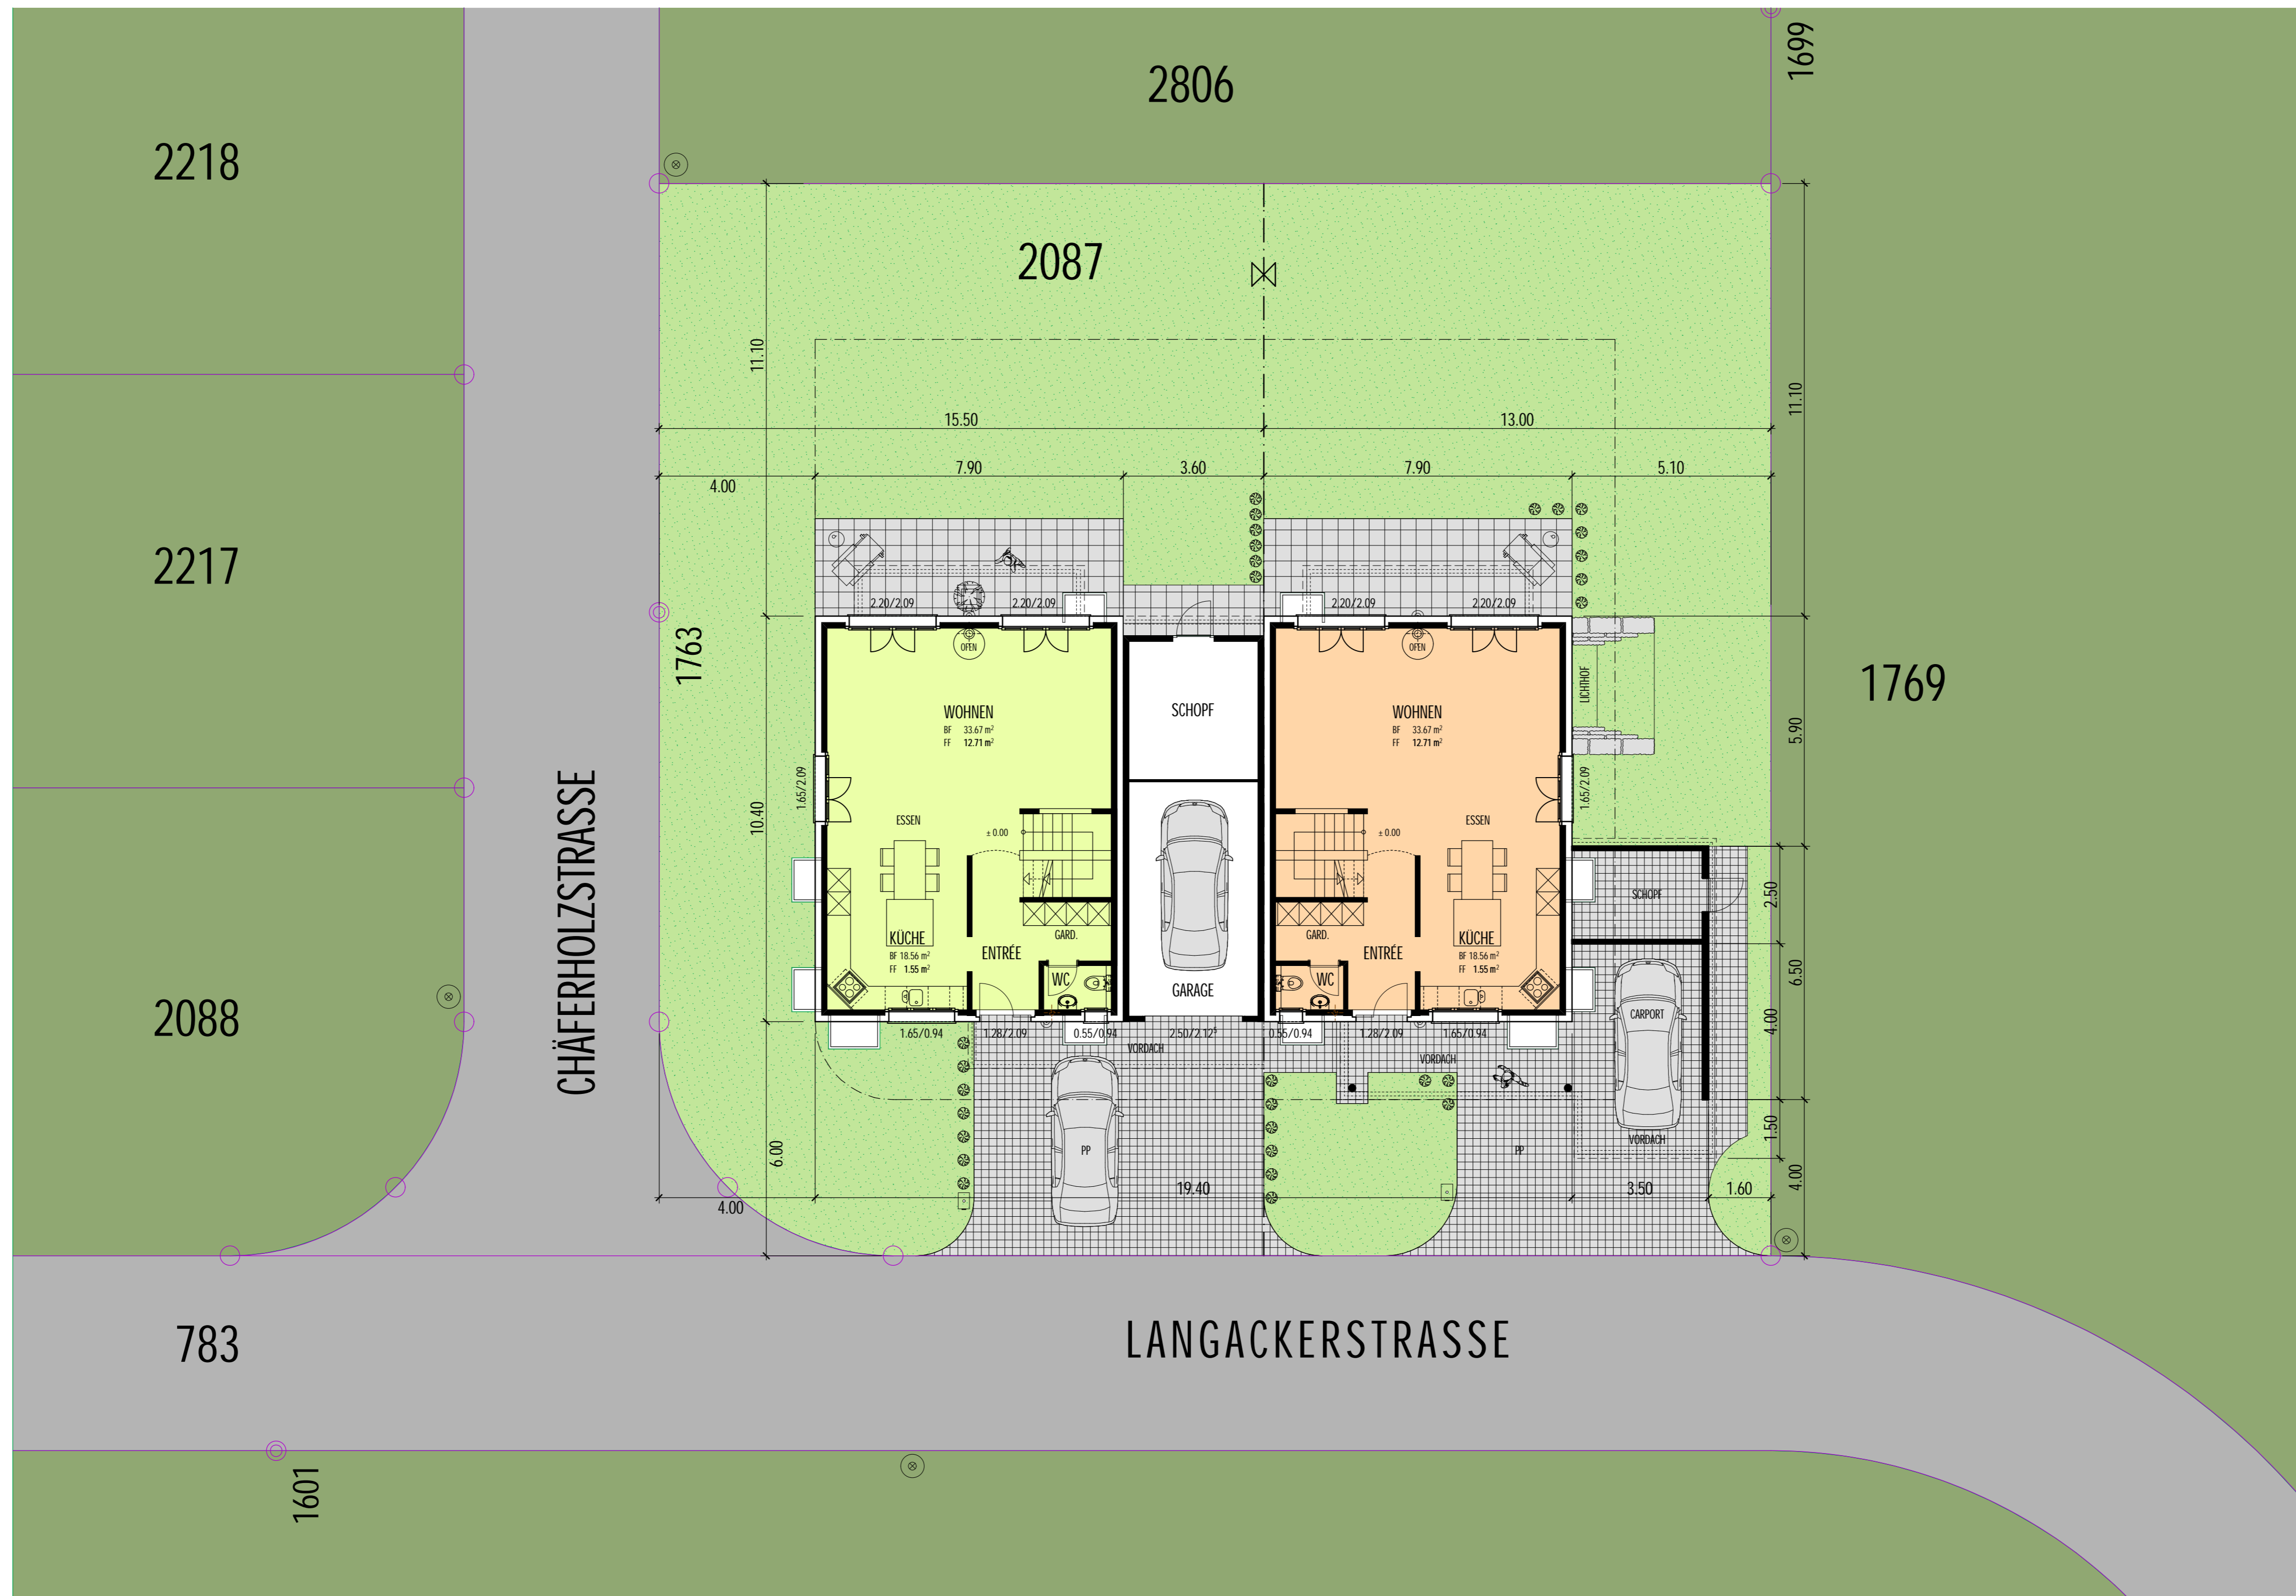 2806
1699
2218
2087
11.10
11.10
15.50
13.00
7.90
3.60
7.90
5.10
4.00
2217
2.20/2.09
2.20/2.09
2.20/2.09
2.20/2.09
1763
OFEN
OFEN
LICHTHOF
1769
WOHNEN
BF 33.67 m²
FF 12.71 m²
SCHOPF
WOHNEN
BF 33.67 m²
FF 12.71 m²
5.90
1.65/2.09
1.65/2.09
10.40
ESSEN
± 0.00
± 0.00
ESSEN
CHÄFERHOLZSTRASSE
SCHOPF
2.50
KÜCHE
BF 18.56 m²
FF 1.55 m²
ENTRÉE
GARD.
WC
GARAGE
GARD.
WC
ENTRÉE
KÜCHE
BF 18.56 m²
FF 1.55 m²
6.50
2088
CARPORT
4.00
1.65/0.94
1.28/2.09
0.55/0.94
2.50/2.12⁵
0.55/0.94
1.28/2.09
1.65/0.94
VORDACH
VORDACH
6.00
PP
PP
VORDACH
1.50
4.00
19.40
3.50
1.60
4.00
783
LANGACKERSTRASSE
1601